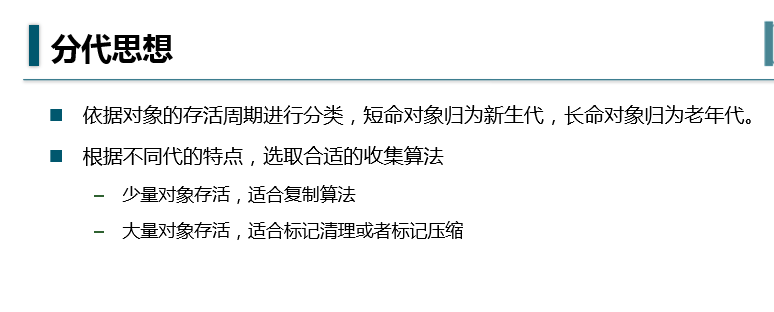 分代思想
依据对象的存活周期进行分类，短命对象归为新生代，长命对象归为老年代。
根据不同代的特点，选取合适的收集算法
– 少量对象存活，适合复制算法
– 大量对象存活，适合标记清理或者标记压缩